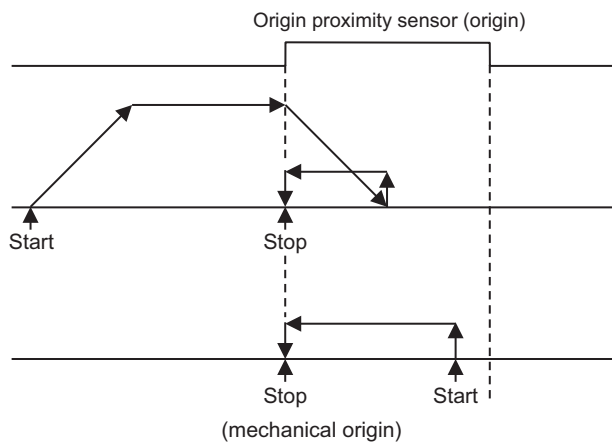 Origin proximity sensor (origin)
Start
Stop
Stop
Start
(mechanical origin)